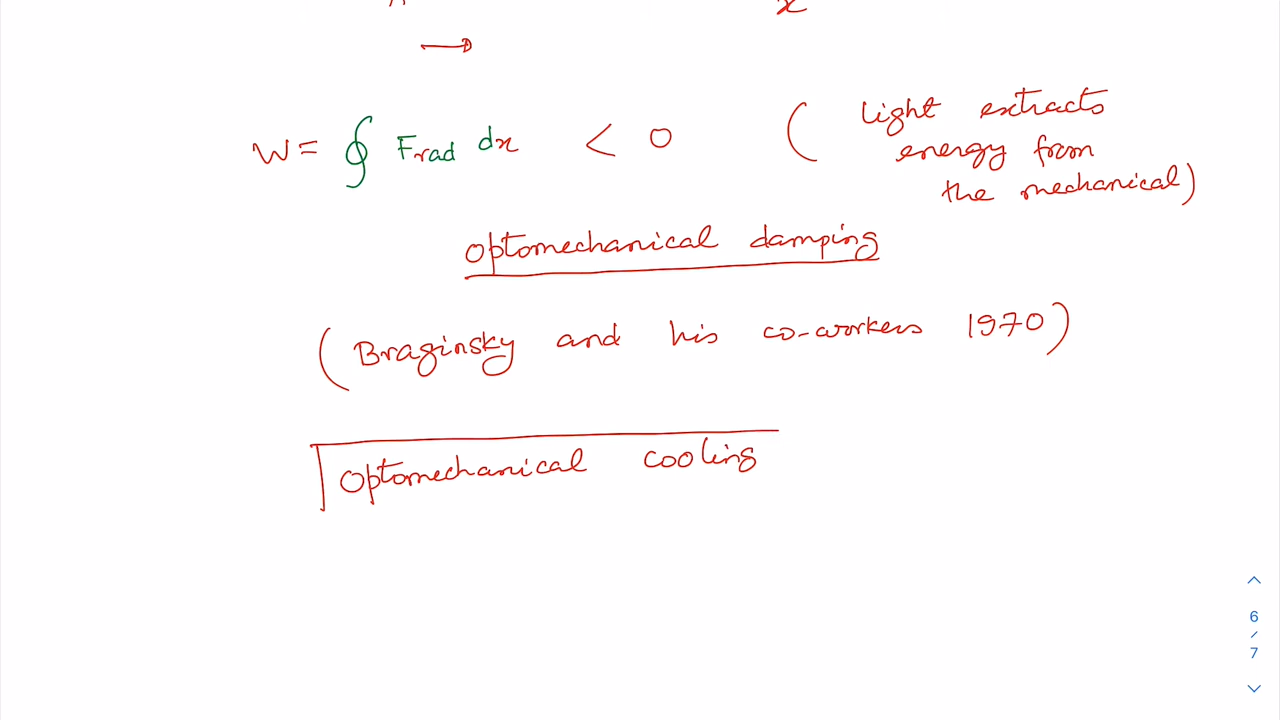 x
W = ∮ Frad dx < 0 ( light extracts
energy from
the mechanical)
optomechanical damping
( Braginsky and his co-workers 1970 )
optomechanical cooling
6
/
7